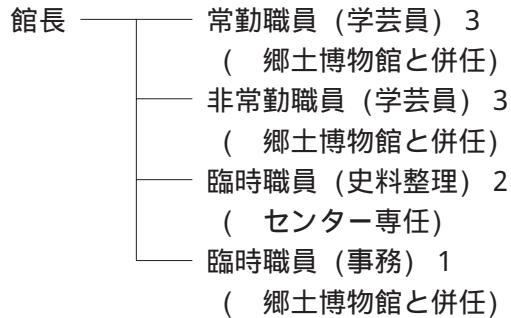 館長 常勤職員（学芸員） 3
（ 郷土博物館と併任）
非常勤職員（学芸員） 3
（ 郷土博物館と併任）
臨時職員（史料整理） 2
（ センター専任）
臨時職員（事務） 1
（ 郷土博物館と併任）